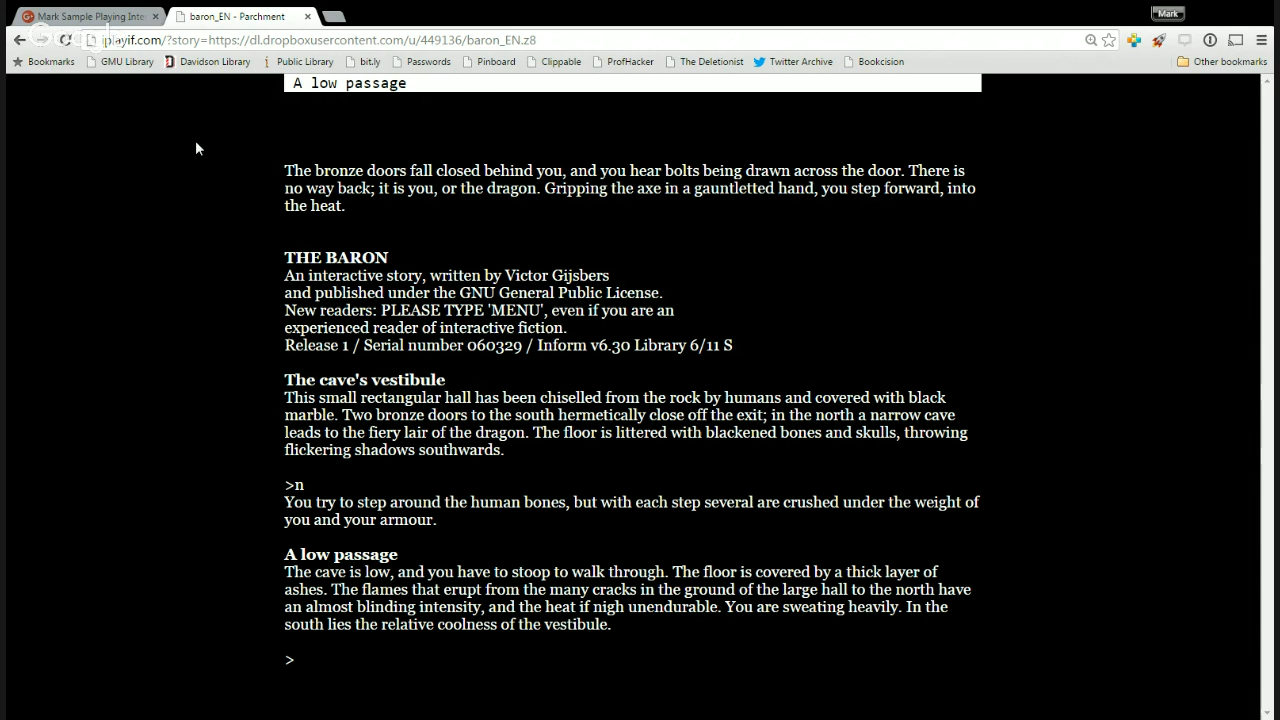 Mark Sample Playing Inte
baron_EN - Parchment
Mark
iplayif.com/?story=https://dl.dropboxusercontent.com/u/449136/baron_EN.z8
Bookmarks GMU Library Davidson Library Public Library bit.ly Passwords Pinboard Clippable ProfHacker The Deletionist Twitter Archive Bookcision Other bookmarks
A low passage
The bronze doors fall closed behind you, and you hear bolts being drawn across the door. There is
no way back; it is you, or the dragon. Gripping the axe in a gauntletted hand, you step forward, into
the heat.
THE BARON
An interactive story, written by Victor Gijsbers
and published under the GNU General Public License.
New readers: PLEASE TYPE 'MENU', even if you are an
experienced reader of interactive fiction.
Release 1 / Serial number 060329 / Inform v6.30 Library 6/11 S
The cave's vestibule
This small rectangular hall has been chiselled from the rock by humans and covered with black
marble. Two bronze doors to the south hermetically close off the exit; in the north a narrow cave
leads to the fiery lair of the dragon. The floor is littered with blackened bones and skulls, throwing
flickering shadows southwards.
>n
You try to step around the human bones, but with each step several are crushed under the weight of
you and your armour.
A low passage
The cave is low, and you have to stoop to walk through. The floor is covered by a thick layer of
ashes. The flames that erupt from the many cracks in the ground of the large hall to the north have
an almost blinding intensity, and the heat if nigh unendurable. You are sweating heavily. In the
south lies the relative coolness of the vestibule.
>